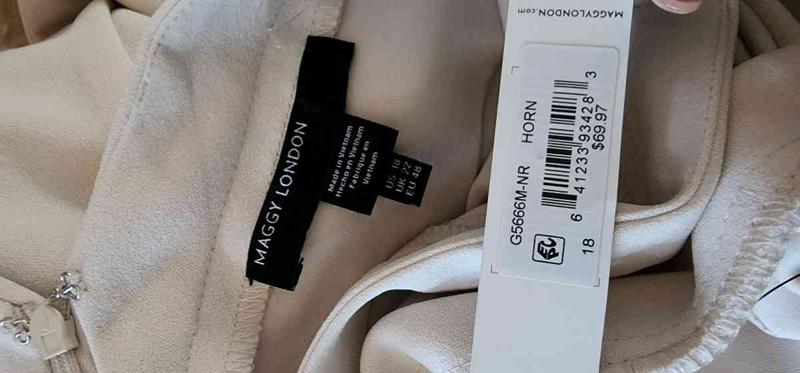 MAGGY LONDON
Made in Vietnam
Hecho en Vietnam
Fabrique en
Vietnam
US 18
UK 22
EU 48
MAGGYLONDON.com
G5666M-NR HORN
6 41233 93428 3
$69.97
18